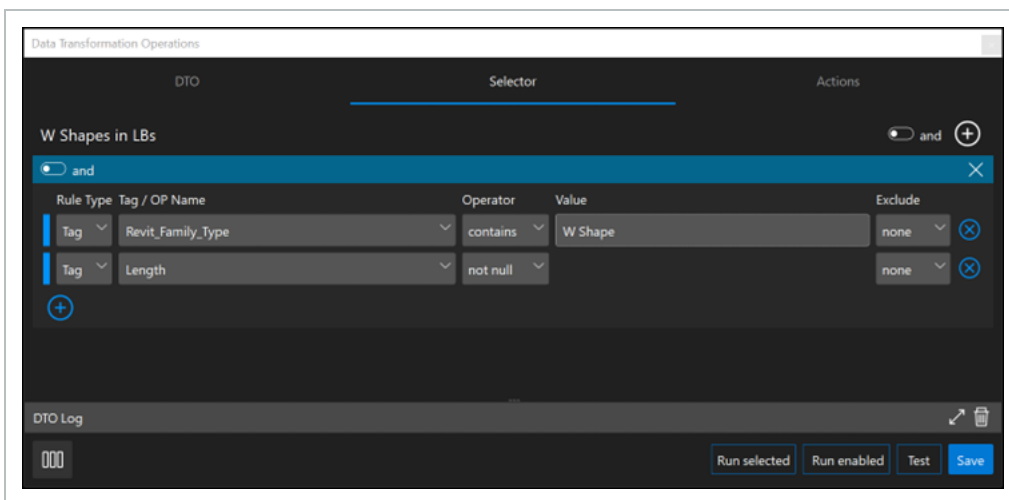 Data Transformation Operations
DTO Selector Actions
W Shapes in LBs and
and
Rule Type Tag / OP Name Operator Value Exclude
Tag Revit_Family_Type contains W Shape none
Tag Length not null none
DTO Log
Run selected Run enabled Test Save